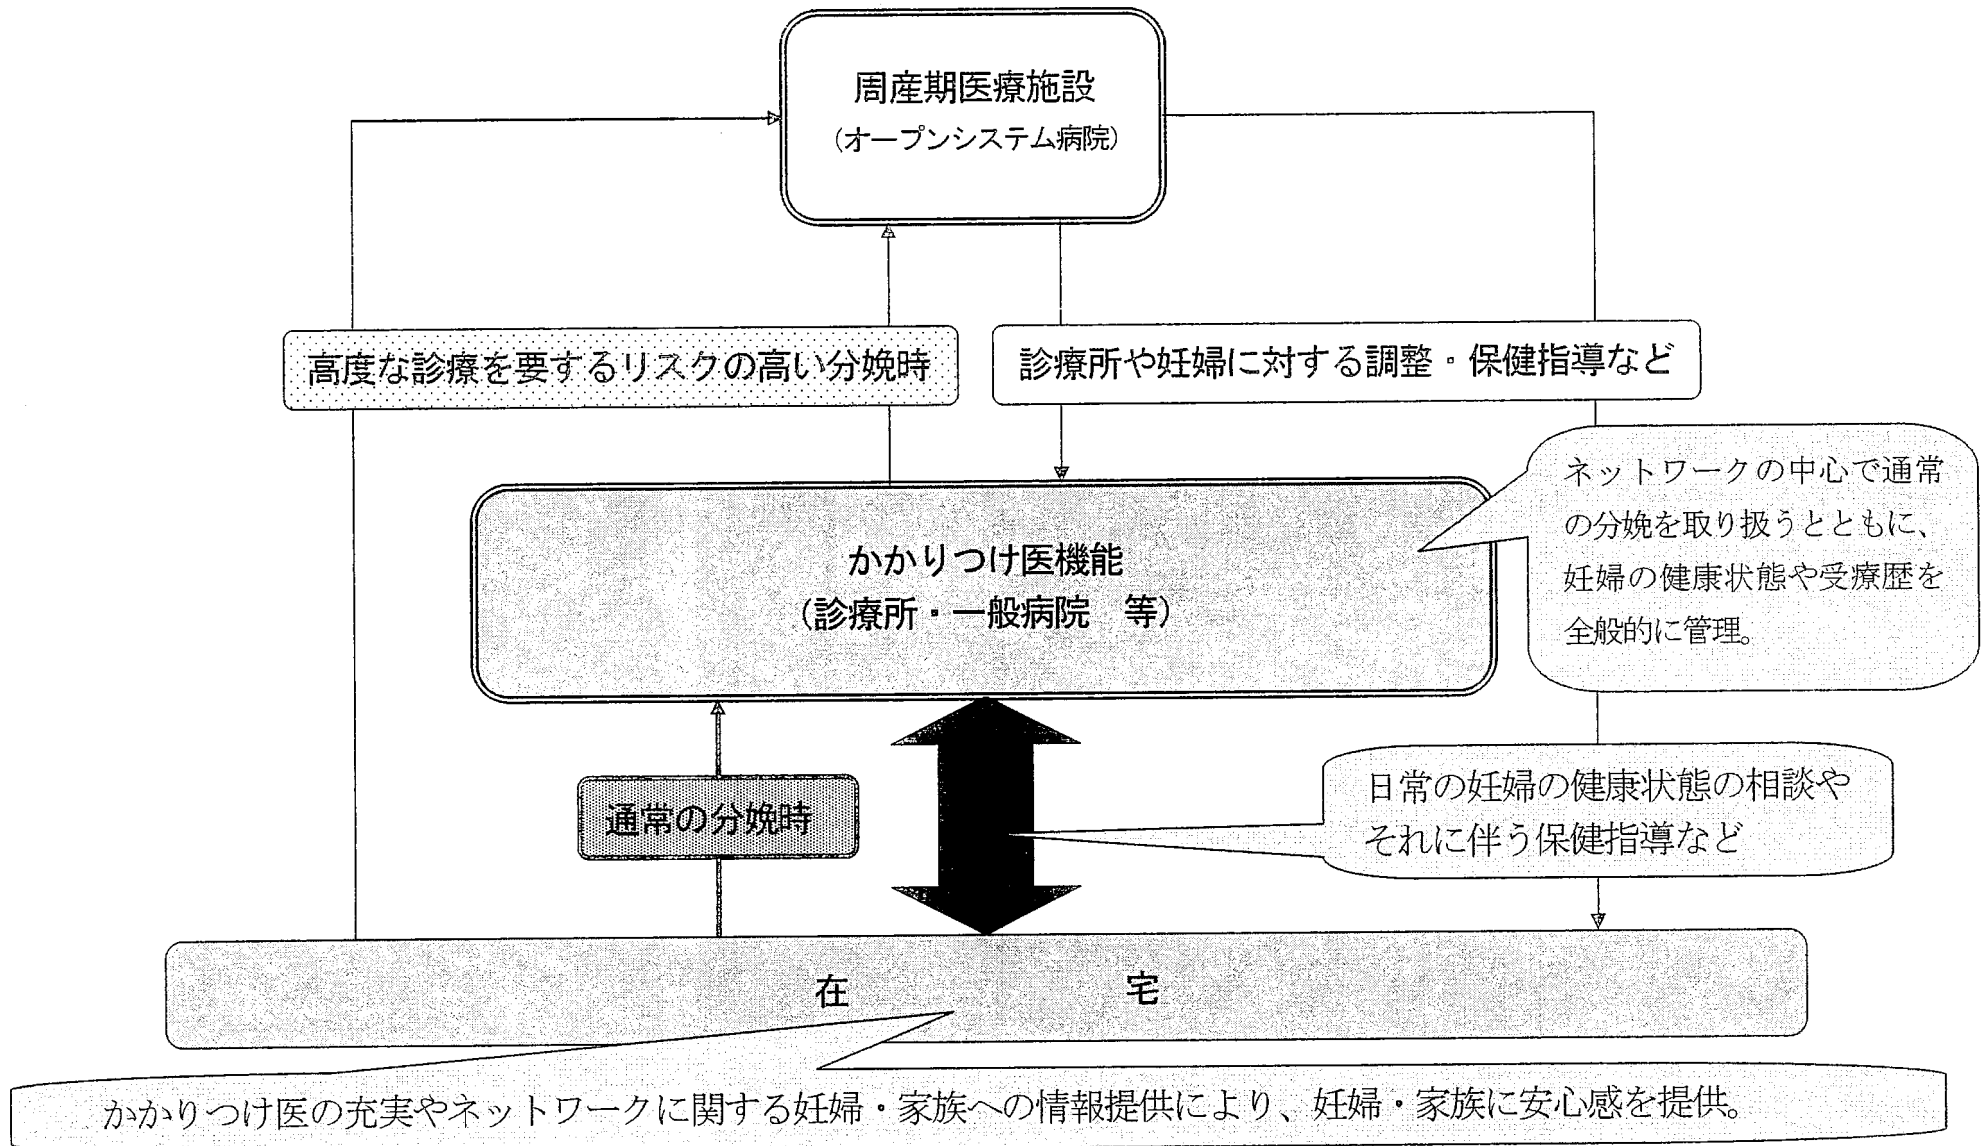 周産期医療施設
（オープンシステム病院）
高度な診療を要するリスクの高い分娩時
診療所や妊婦に対する調整・保健指導など
ネットワークの中心で通常
の分娩を取り扱うとともに、
妊婦の健康状態や受療歴を
全般的に管理。
かかりつけ医機能
（診療所・一般病院　等）
通常の分娩時
日常の妊婦の健康状態の相談や
それに伴う保健指導など
在　宅
かかりつけ医の充実やネットワークに関する妊婦・家族への情報提供により、妊婦・家族に安心感を提供。